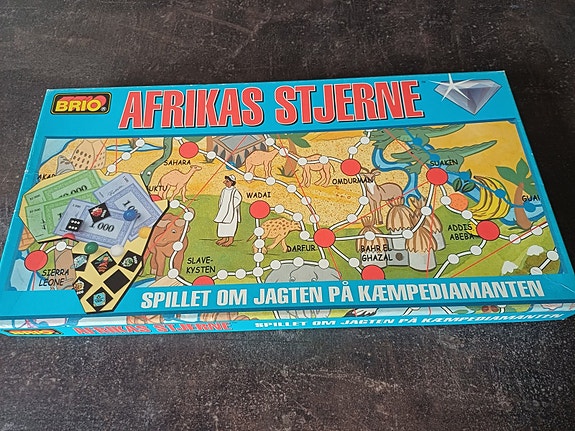 BRIO
AFRIKAS STJERNE
SAHARA
SUAKIN
OMDURMAN
WADAI
ADDIS
ABEBA
DARFUR
BAHR EL
GHAZAL
SLAVE-
KYSTEN
SIERRA
LEONE
SPILLET OM JAGTEN PÅ KÆMPEDIAMANTEN
BRIO
AFRIKAS STJERNE
SPILLET OM JAGTEN PÅ KÆMPEDIAMANTEN